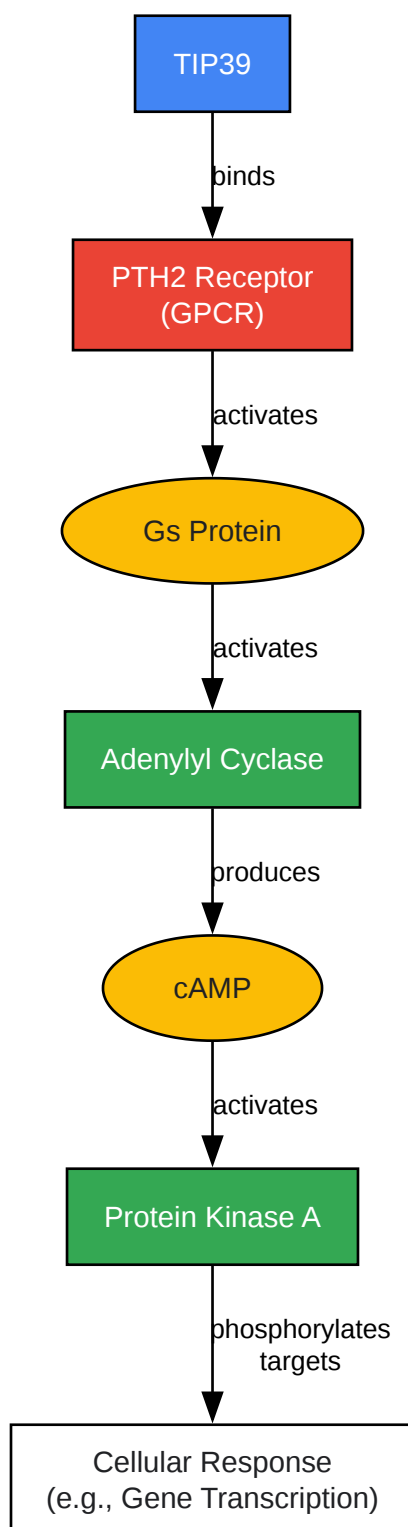 TIP39
binds
PTH2 Receptor
(GPCR)
activates
Gs Protein
activates
Adenylyl Cyclase
produces
cAMP
activates
Protein Kinase A
phosphorylates
targets
Cellular Response
(e.g., Gene Transcription)